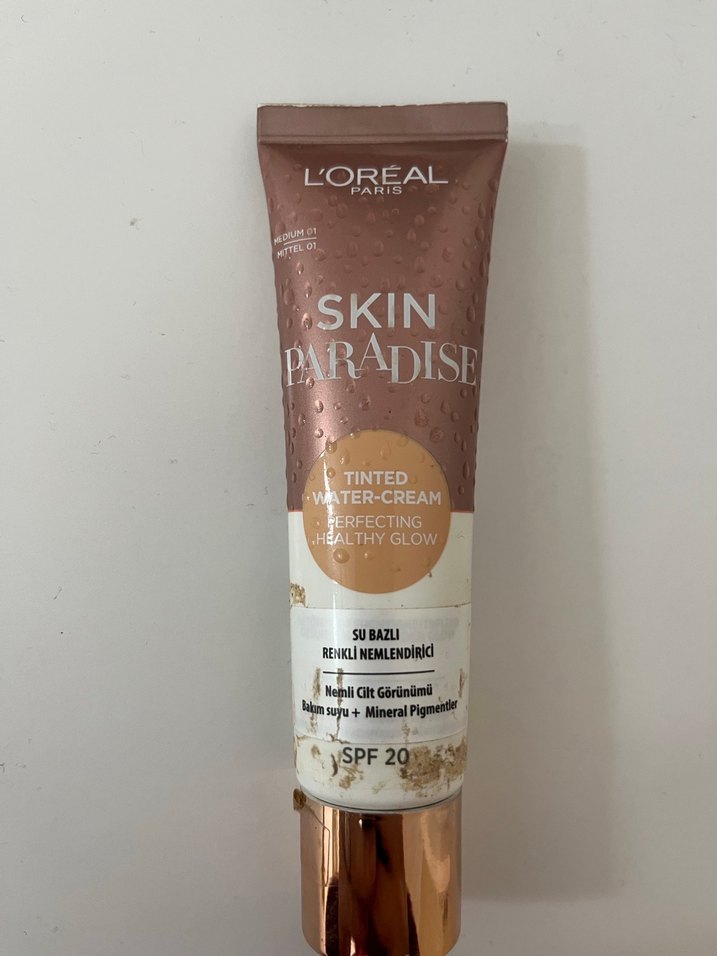 L'ORÉAL
PARIS
MEDIUM 01
MITTEL 01
SKIN
PARADISE
TINTED
WATER-CREAM
PERFECTING
HEALTHY GLOW
SU BAZLI
RENKLİ NEMLENDİRİCİ
Nemli Cilt Görünümü
Bakım suyu + Mineral Pigmentler
SPF 20